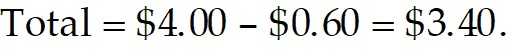 Total = $4.00 – $0.60 = $3.40.